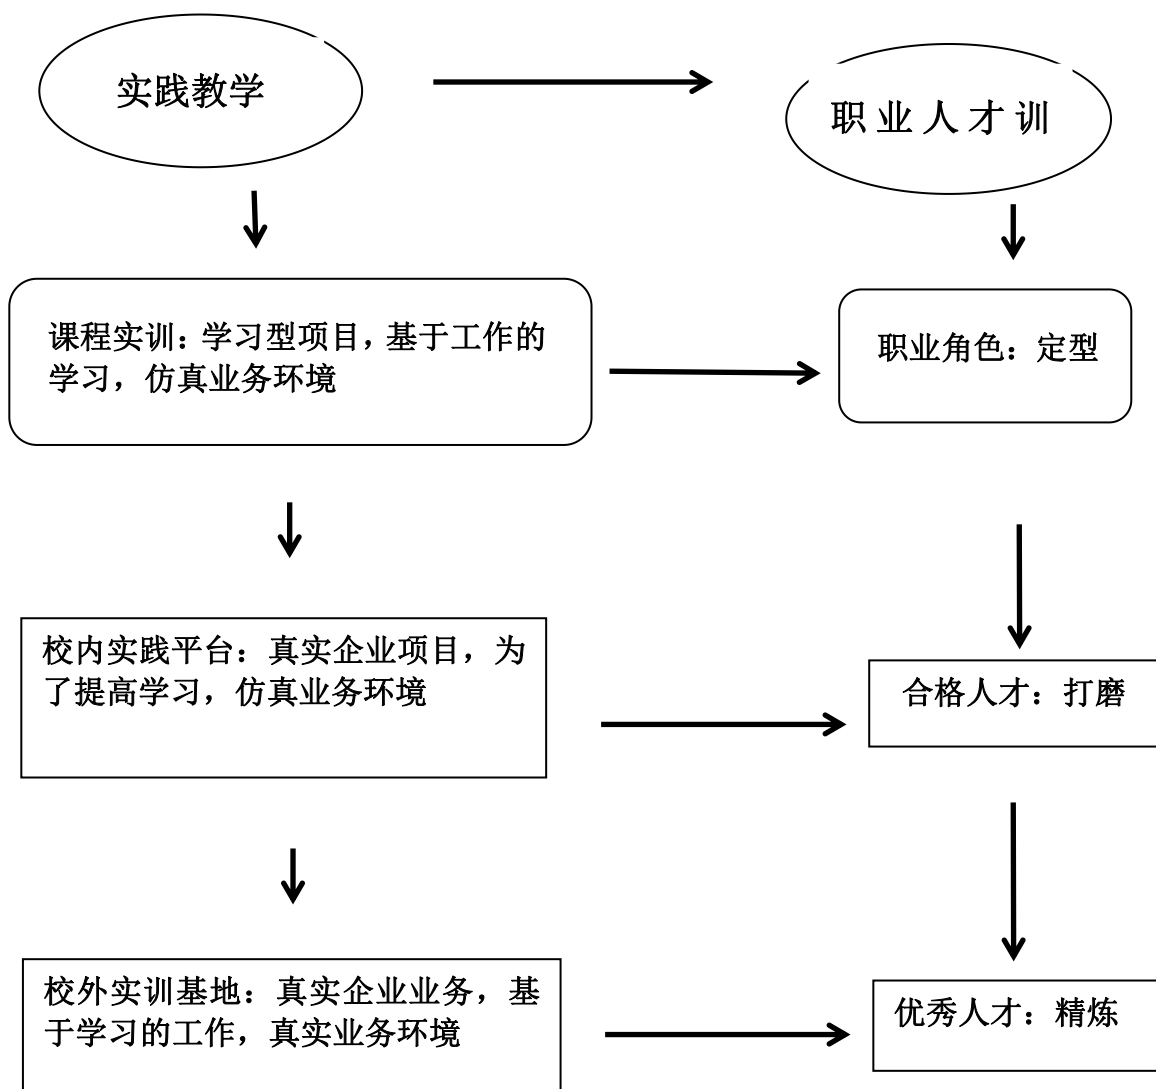 实践教学
职业人才训
课程实训：学习型项目，基于工作的
学习，仿真业务环境
职业角色：定型
校内实践平台：真实企业项目，为
了提高学习，仿真业务环境
合格人才：打磨
校外实训基地：真实企业业务，基
于学习的工作，真实业务环境
优秀人才：精炼